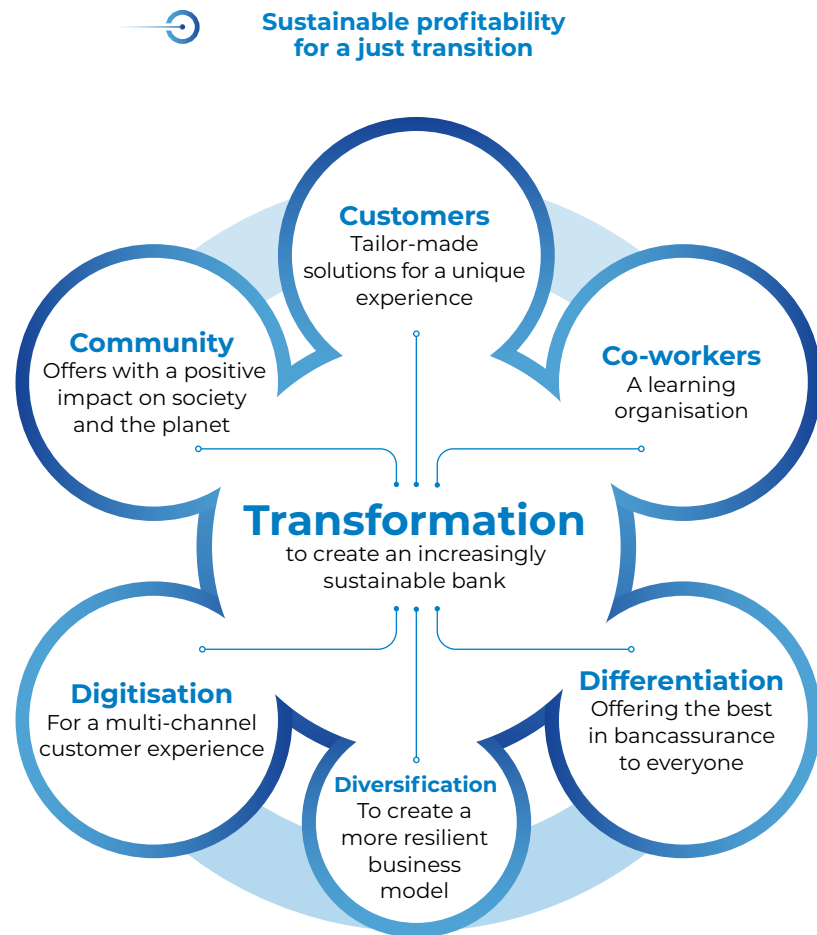 Sustainable profitability
for a just transition
Customers
Tailor-made
solutions for a unique
experience
Community
Offers with a positive
impact on society
and the planet
Co-workers
A learning
organisation
Transformation
to create an increasingly
sustainable bank
Digitisation
For a multi-channel
customer experience
Differentiation
Offering the best
in bancassurance
to everyone
Diversification
To create a
more resilient
business
model